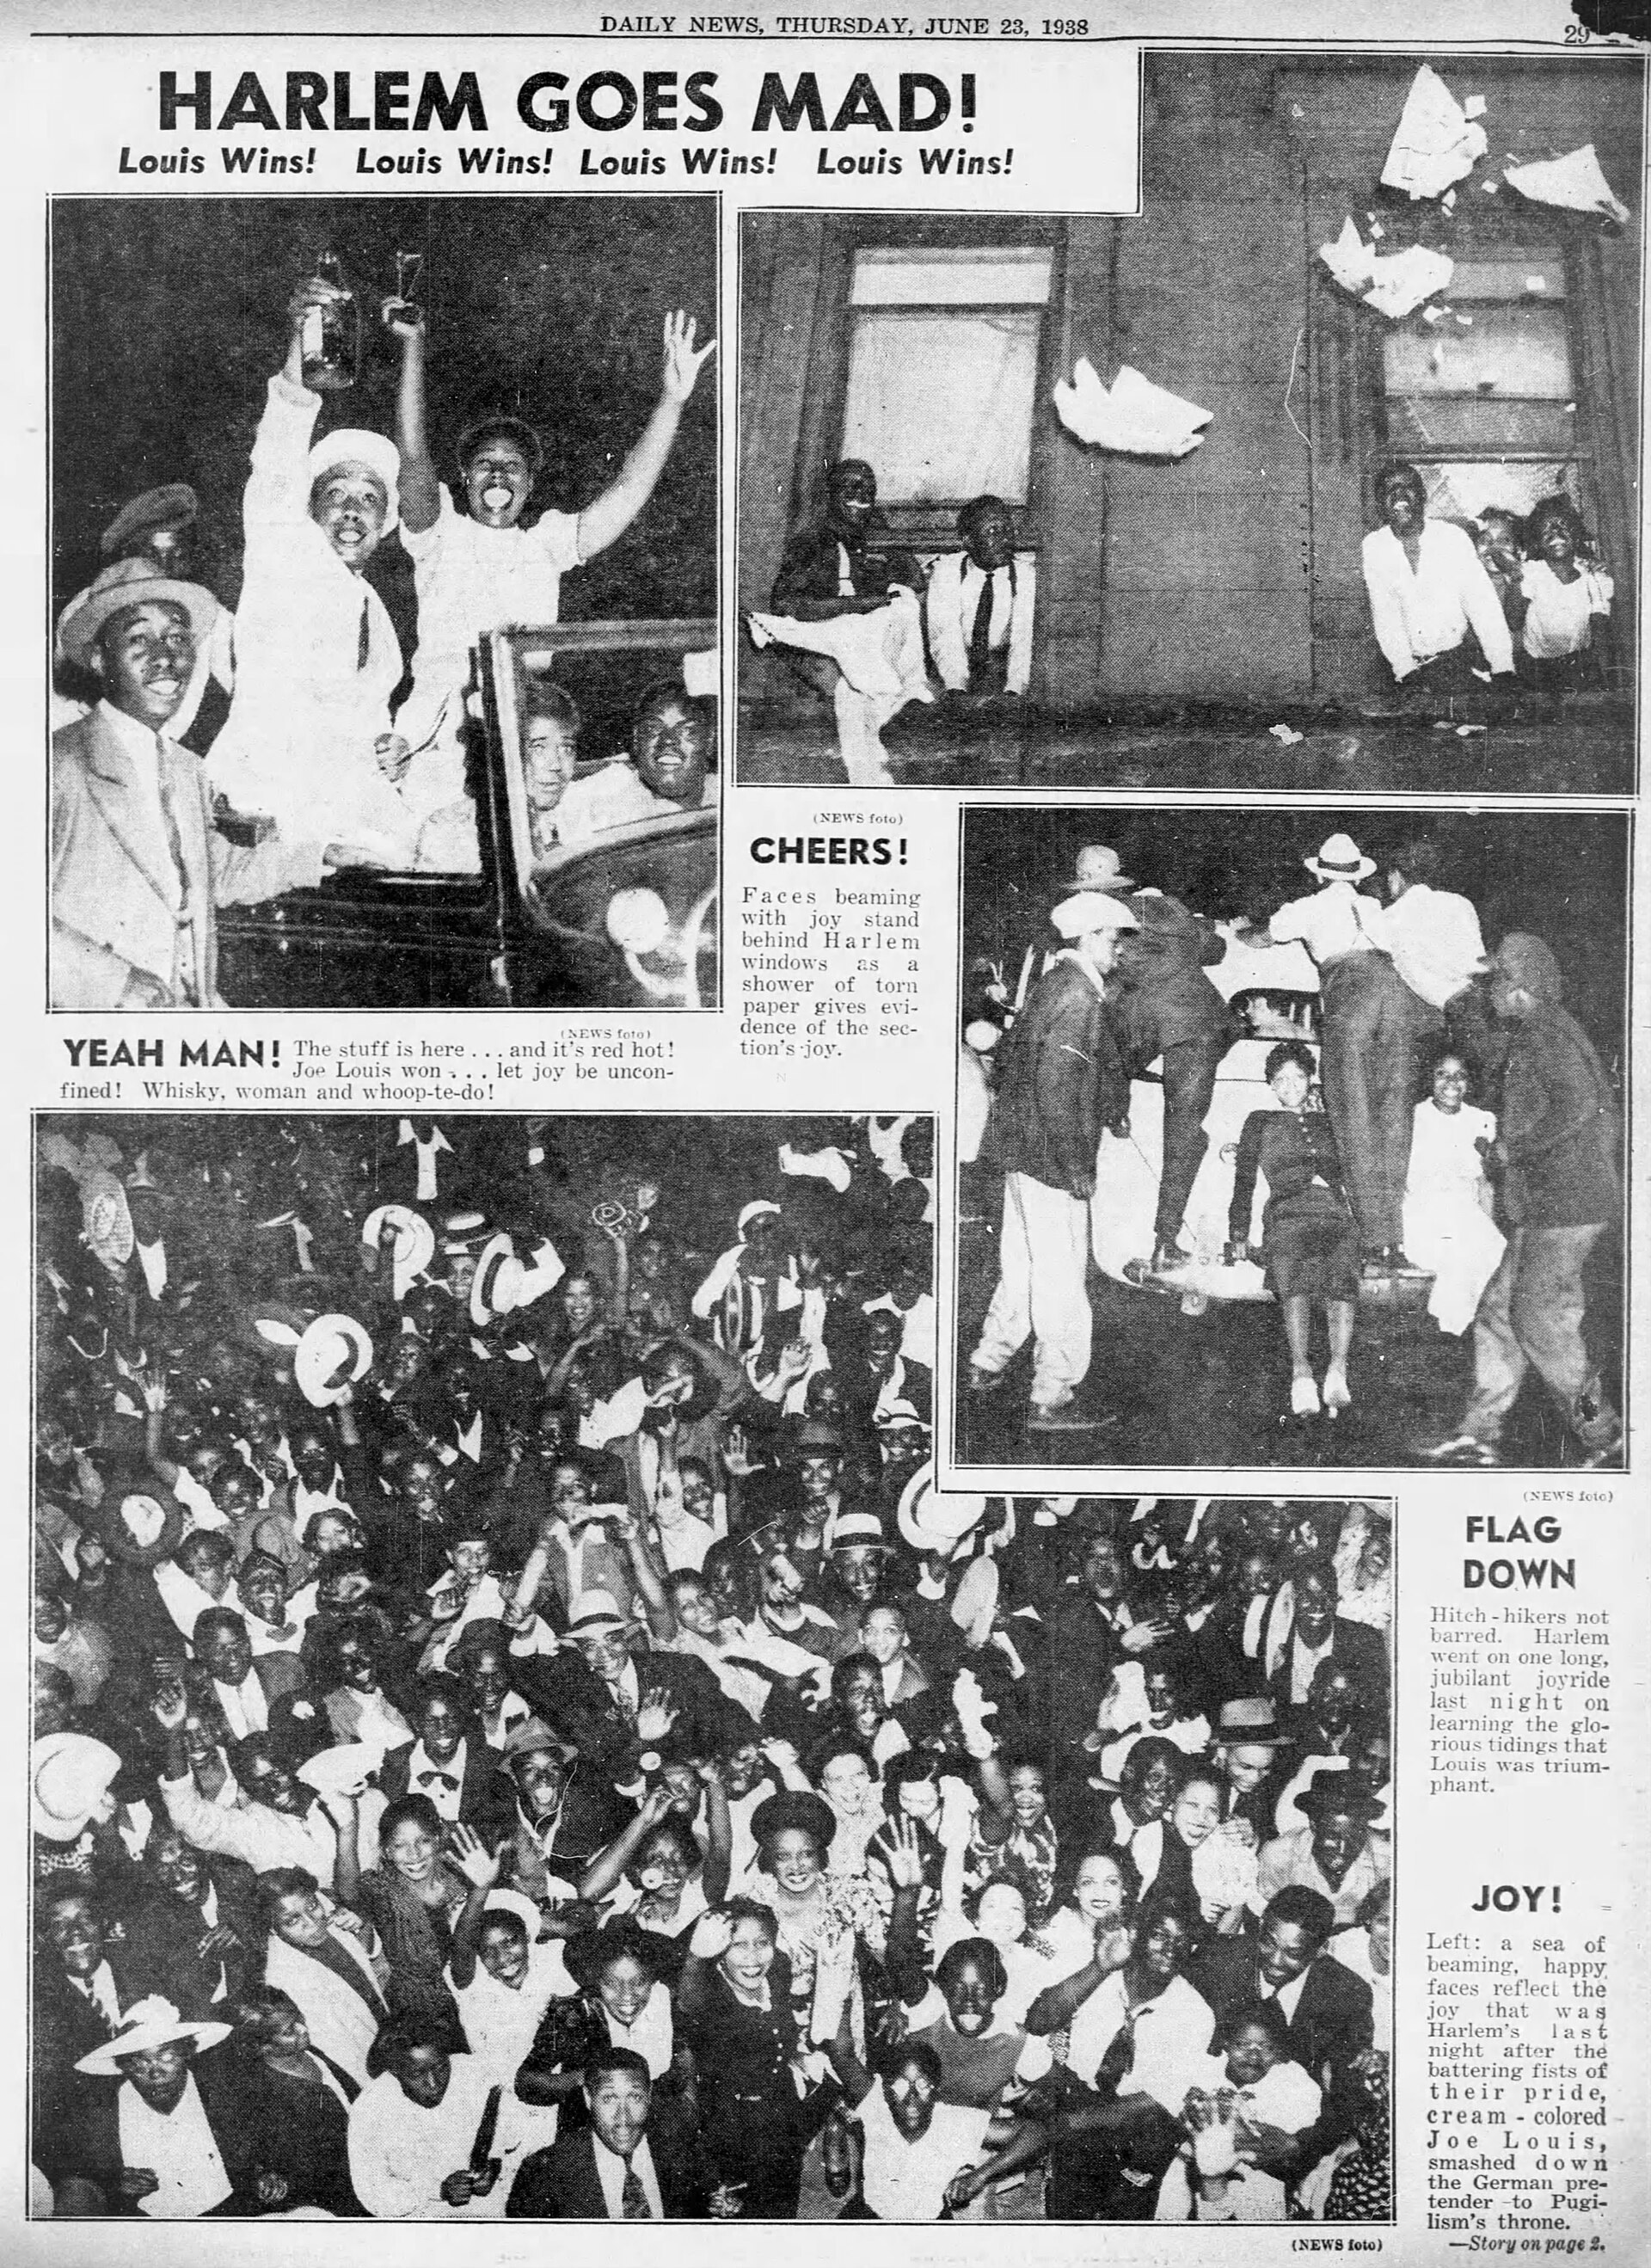 DAILY NEWS, THURSDAY, JUNE 23, 1938
29
HARLEM GOES MAD!
Louis Wins! Louis Wins! Louis Wins! Louis Wins!
(NEWS foto)
YEAH MAN! The stuff is here . . . and it's red hot!
Joe Louis won . . . let joy be uncon-
fined! Whisky, woman and whoop-te-do!
(NEWS foto)
CHEERS!
Faces beaming
with joy stand
behind Harlem
windows as a
shower of torn
paper gives evi-
dence of the sec-
tion's joy.
(NEWS foto)
FLAG
DOWN
Hitch-hikers not
barred. Harlem
went on one long,
jubilant joyride
last night on
learning the glo-
rious tidings that
Louis was trium-
phant.
JOY!
Left: a sea of
beaming, happy
faces reflect the
joy that was
Harlem's last
night after the
battering fists of
their pride,
cream - colored
Joe Louis,
smashed down
the German pre-
tender to Pugi-
lism's throne.
—Story on page 2.
(NEWS foto)